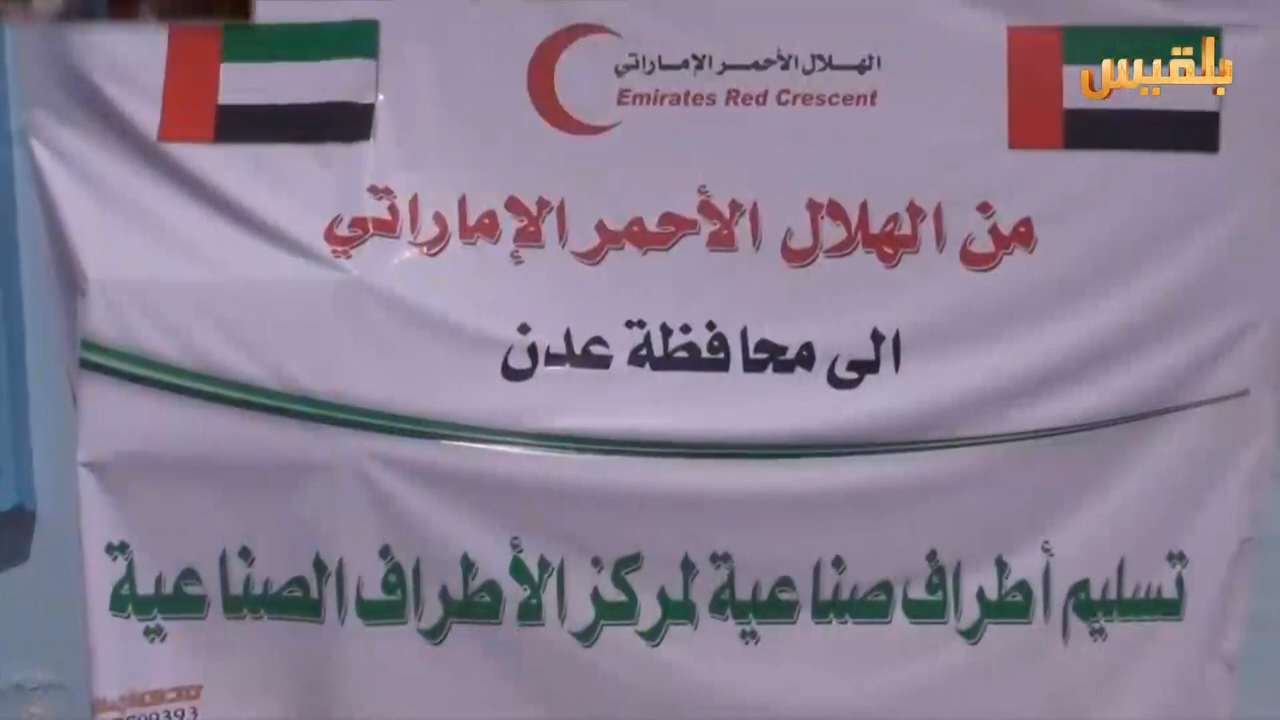 بلقيس
الهلال الأحمر الإماراتي
Emirates Red Crescent
من الهلال الأحمر الإماراتي
الى محافظة عدن
تسليم أطراف صناعية لمركز الأطراف الصناعية